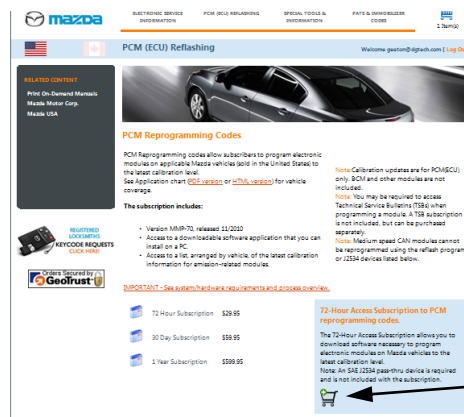 mazda
ELECTRONIC SERVICE INFORMATION
PCM (ECU) REFLASHING
SPECIAL TOOLS & INFORMATION
PATS & IMMOBILIZER CODES
1 Item(s)
PCM (ECU) Reflashing
Welcome geaton@dgtech.com [ Log Ou
RELATED CONTENT
Print On-Demand Manuals
Mazda Motor Corp.
Mazda USA
REGISTERED
LOCKSMITHS
KEYCODE REQUESTS
CLICK HERE!
Orders Secured by
GeoTrust
PCM Reprogramming Codes
PCM Reprogramming codes allow subscribers to program electronic
modules on applicable Mazda vehicles (sold in the United States) to
the latest calibration level.
See Application chart (PDF version or HTML version) for vehicle
coverage.
The subscription includes:
· Version MMP-70, released 11/2010
· Access to a downloadable software application that you can
install on a PC.
· Access to a list, arranged by vehicle, of the latest calibration
information for emission-related modules.
Note:Calibration updates are for PCM(ECU)
only. BCM and other modules are not
included.
Note: You may be required to access
Technical Service Bulletins (TSBs) when
programming a module. A TSB subscription
is not included, but can be purchased
separately.
Note: Medium speed CAN modules cannot
be reprogrammed using the reflash program
or J2534 devices listed below.
IMPORTANT - See system/hardware requirements and process overview.
72 Hour Subscription $29.95
30 Day Subscription $59.95
1 Year Subscription $599.95
72-Hour Access Subscription to PCM
reprogramming codes.
The 72-Hour Access Subscription allows you to
download software necessary to program
electronic modules on Mazda vehicles to the
latest calibration level.
Note: An SAE J2534 pass-thru device is required
and is not included with the subscription.